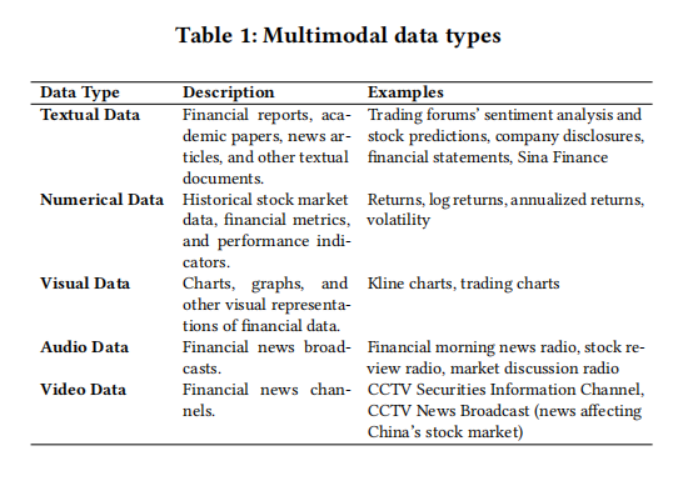 Table 1: Multimodal data types
Data Type Description Examples
Textual Data Financial reports, aca- Trading forums’ sentiment analysis and
demic papers, news ar- stock predictions, company disclosures,
ticles, and other textual financial statements, Sina Finance
documents.
Numerical Data Historical stock market Returns, log returns, annualized returns,
data, financial metrics, volatility
and performance indi-
cators.
Visual Data Charts, graphs, and Kline charts, trading charts
other visual representa-
tions of financial data.
Audio Data Financial news broad- Financial morning news radio, stock re-
casts. view radio, market discussion radio
Video Data Financial news chan- CCTV Securities Information Channel,
nels. CCTV News Broadcast (news affecting
China’s stock market)